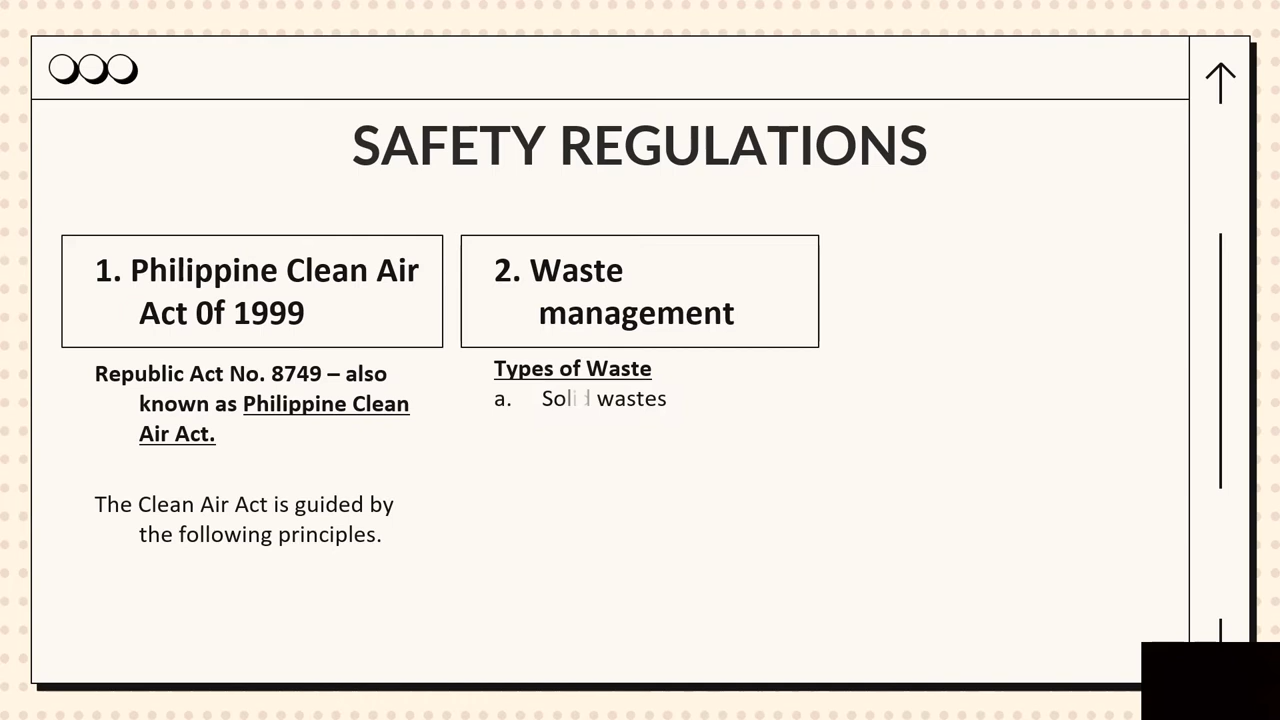 SAFETY REGULATIONS
1. Philippine Clean Air
Act 0f 1999
Republic Act No. 8749 – also
known as Philippine Clean
Air Act.
The Clean Air Act is guided by
the following principles.
2. Waste
management
Types of Waste
a. Solid wastes